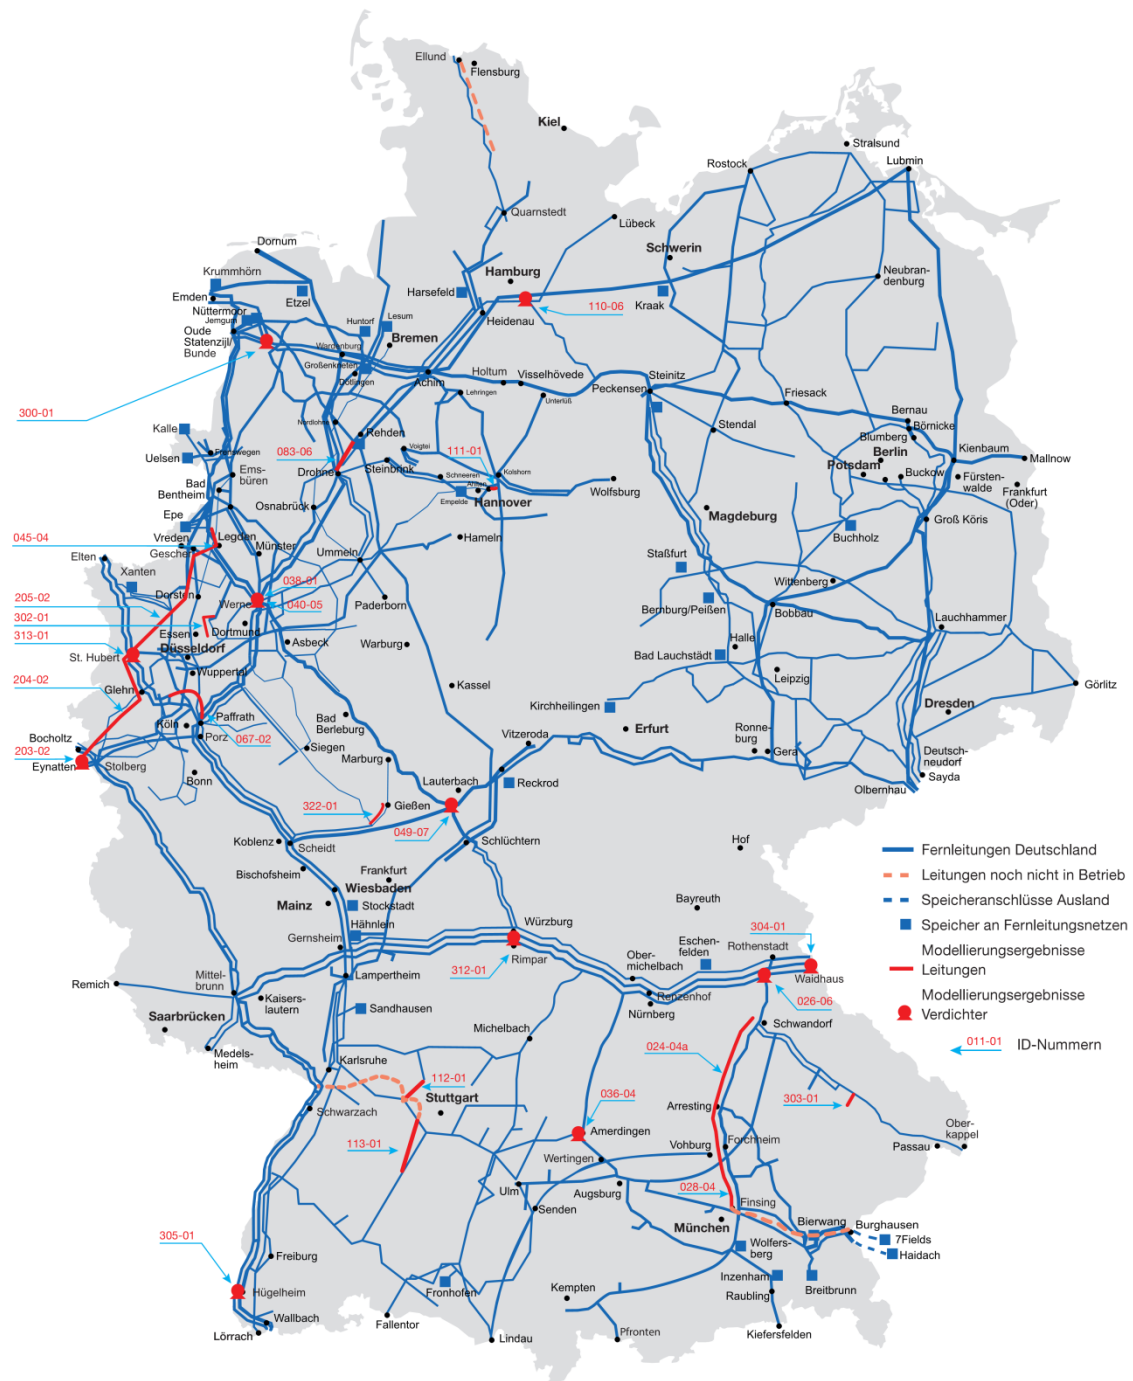 Ellund
Flensburg
Kiel
Stralsund
Rostock
Lubmin
Quarnstedt
Lübeck
Schwerin
Dornum
Krummhörn
Hamburg
Neubran-
denburg
Emden
Etzel
Harsefeld
110-06
Kraak
Nüttermoor
Jemgum
Huntorf
Lesum
Heidenau
Oude
Statenzijl/
Bunde
Bremen
Wardenburg
Großenkneten
Dötlingen
Achim
Holtum
Visselhövede
Steinitz
Peckensen
Lehringen
Unterlüß
Friesack
300-01
Bernau
Börnicke
Kalle
Nordlohne
Rehden
Stendal
Blumberg
Berlin
Kienbaum
Uelsen
Frenswegen
083-06
Voigtei
111-01
Mallnow
Steinbrink
Potsdam
Buckow
Fürsten-
walde
Frankfurt
(Oder)
Ems-
büren
Drohne
Schneeren
Ahlten
Kolshorn
Wolfsburg
Bad
Bentheim
Empelde
Hannover
Osnabrück
Magdeburg
Groß Köris
Epe
Buchholz
Vreden
Legden
Hameln
045-04
Gescher
Münster
Ummeln
Staßfurt
Elten
Xanten
038-01
Wittenberg
205-02
Dorsten
Werne
040-05
Paderborn
Bernburg/Peißen
Bobbau
302-01
Essen
Dortmund
Lauchhammer
313-01
Düsseldorf
Asbeck
Warburg
Halle
St. Hubert
Bad Lauchstädt
Wuppertal
Leipzig
204-02
Glehn
Kassel
Görlitz
Kirchheilingen
Dresden
Köln
Paffrath
Bad
Berleburg
Erfurt
Ronne-
burg
Gera
Bocholtz
Porz
067-02
Siegen
Vitzeroda
Deutsch-
neudorf
203-02
Eynatten
Stolberg
Marburg
Sayda
Bonn
Lauterbach
Reckrod
Olbernhau
322-01
Gießen
049-07
Koblenz
Scheidt
Schlüchtern
Hof
Fernleitungen Deutschland
Bischofsheim
Frankfurt
Leitungen noch nicht in Betrieb
Wiesbaden
Speicheranschlüsse Ausland
Mainz
Stockstadt
Bayreuth
Speicher an Fernleitungsnetzen
Hähnlein
Würzburg
304-01
Gernsheim
Eschen-
felden
Rothenstadt
Modellierungsergebnisse
Leitungen
Rimpar
Ober-
michelbach
Waidhaus
Mittel-
brunn
Lampertheim
312-01
Remich
Kaisers-
lautern
Renzenhof
026-06
Modellierungsergebnisse
Verdichter
Saarbrücken
Sandhausen
Nürnberg
Michelbach
Schwandorf
Medels-
heim
011-01
ID-Nummern
Karlsruhe
024-04a
112-01
303-01
Schwarzach
Stuttgart
036-04
Arresting
Amerdingen
Ober-
kappel
113-01
Vohburg
Forchheim
Passau
Wertingen
Ulm
Augsburg
028-04
Finsing
Senden
München
Bierwang
Burghausen
305-01
7Fields
Wolfers-
berg
Haidach
Freiburg
Inzenham
Fronhofen
Kempten
Raubling
Breitbrunn
Hügelheim
Wallbach
Fallentor
Lörrach
Lindau
Pfronten
Kiefersfelden